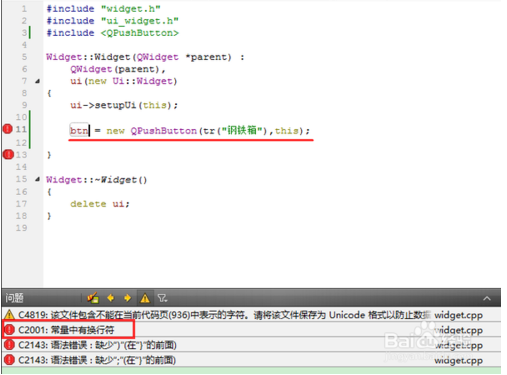 1 #include "widget.h"
2 #include "ui_widget.h"
3 #include <QPushButton>
4
5 Widget::Widget(QWidget *parent) :
6 QWidget(parent),
7 ui(new Ui::Widget)
8 {
9 ui->setupUi(this);
10
11 btn = new QPushButton(tr("钢铁箱"),this);
12
13 }
14
15 Widget::~Widget()
16 {
17 delete ui;
18 }
19
问题
C4819: 该文件包含不能在当前代码页(936)中表示的字符。请将该文件保存为 Unicode 格式以防止数据 widget.cpp
C2001: 常量中有换行符 widget.cpp
C2143: 语法错误 : 缺少")"(在"}"的前面) widget.cpp
C2143: 语法错误 : 缺少";"(在"}"的前面) widget.cpp